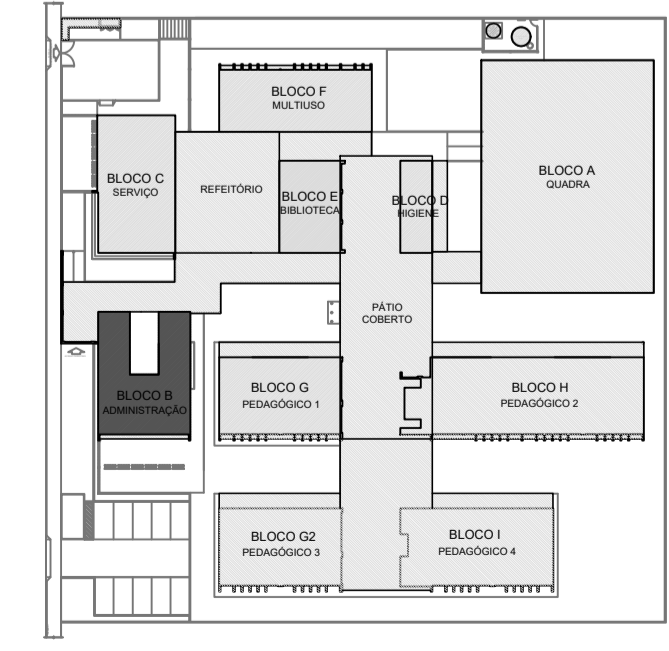 BLOCO F
MULTIUSO
BLOCO A
QUADRA
BLOCO C
SERVIÇO
REFEITÓRIO
BLOCO E
BIBLIOTECA
BLOCO D
HIGIENE
PÁTIO
COBERTO
BLOCO B
ADMINISTRAÇÃO
BLOCO G
PEDAGÓGICO 1
BLOCO H
PEDAGÓGICO 2
BLOCO G2
PEDAGÓGICO 3
BLOCO I
PEDAGÓGICO 4